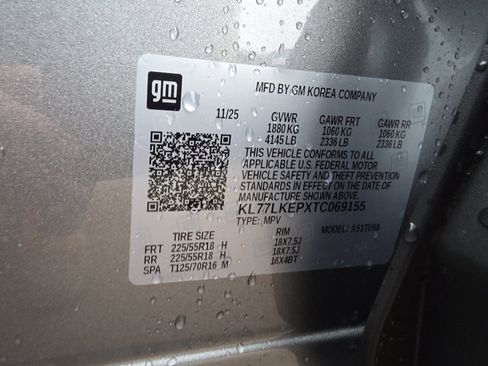 gm
MFD BY GM KOREA COMPANY
11/25 GVWR GAWR FRT GAWR RR
1880 KG 1060 KG 1060 KG
4145 LB 2336 LB 2336 LB
THIS VEHICLE CONFORMS TO ALL
APPLICABLE U.S. FEDERAL MOTOR
VEHICLE SAFETY AND THEFT PREVENTION
STANDARDS IN EFFECT ON THE DATE OF
MANUFACTURE SHOWN ABOVE.
KL77LKEPXTC069155
TYPE: MPV MODEL: X51TU58
TIRE SIZE RIM
FRT 225/55R18 H 18X7.5J
RR 225/55R18 H 18X7.5J
SPA T125/70R16 M 16X4BT